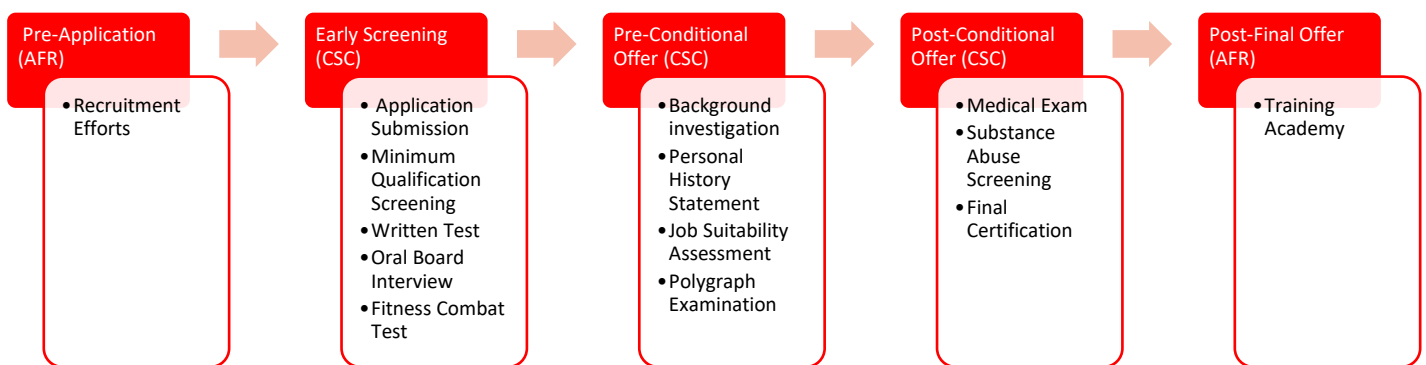 Pre-Application
(AFR)
•Recruitment
Efforts
Early Screening
(CSC)
• Application
Submission
•Minimum
Qualification
Screening
•Written Test
•Oral Board
Interview
•Fitness Combat
Test
Pre-Conditional
Offer (CSC)
•Background
investigation
•Personal
History
Statement
•Job Suitability
Assessment
•Polygraph
Examination
Post-Conditional
Offer (CSC)
•Medical Exam
•Substance
Abuse
Screening
•Final
Certification
Post-Final Offer
(AFR)
•Training
Academy